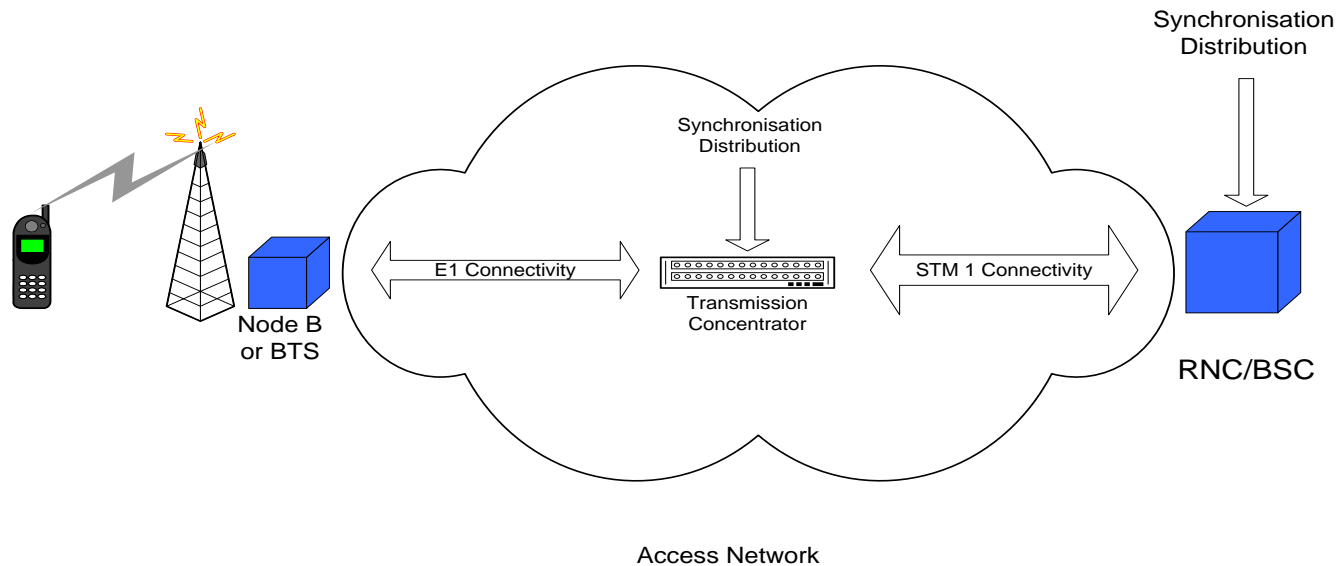 Synchronisation
Distribution
Synchronisation
Distribution
E1 Connectivity
STM 1 Connectivity
Transmission
Concentrator
Node B
or BTS
RNC/BSC
Access Network